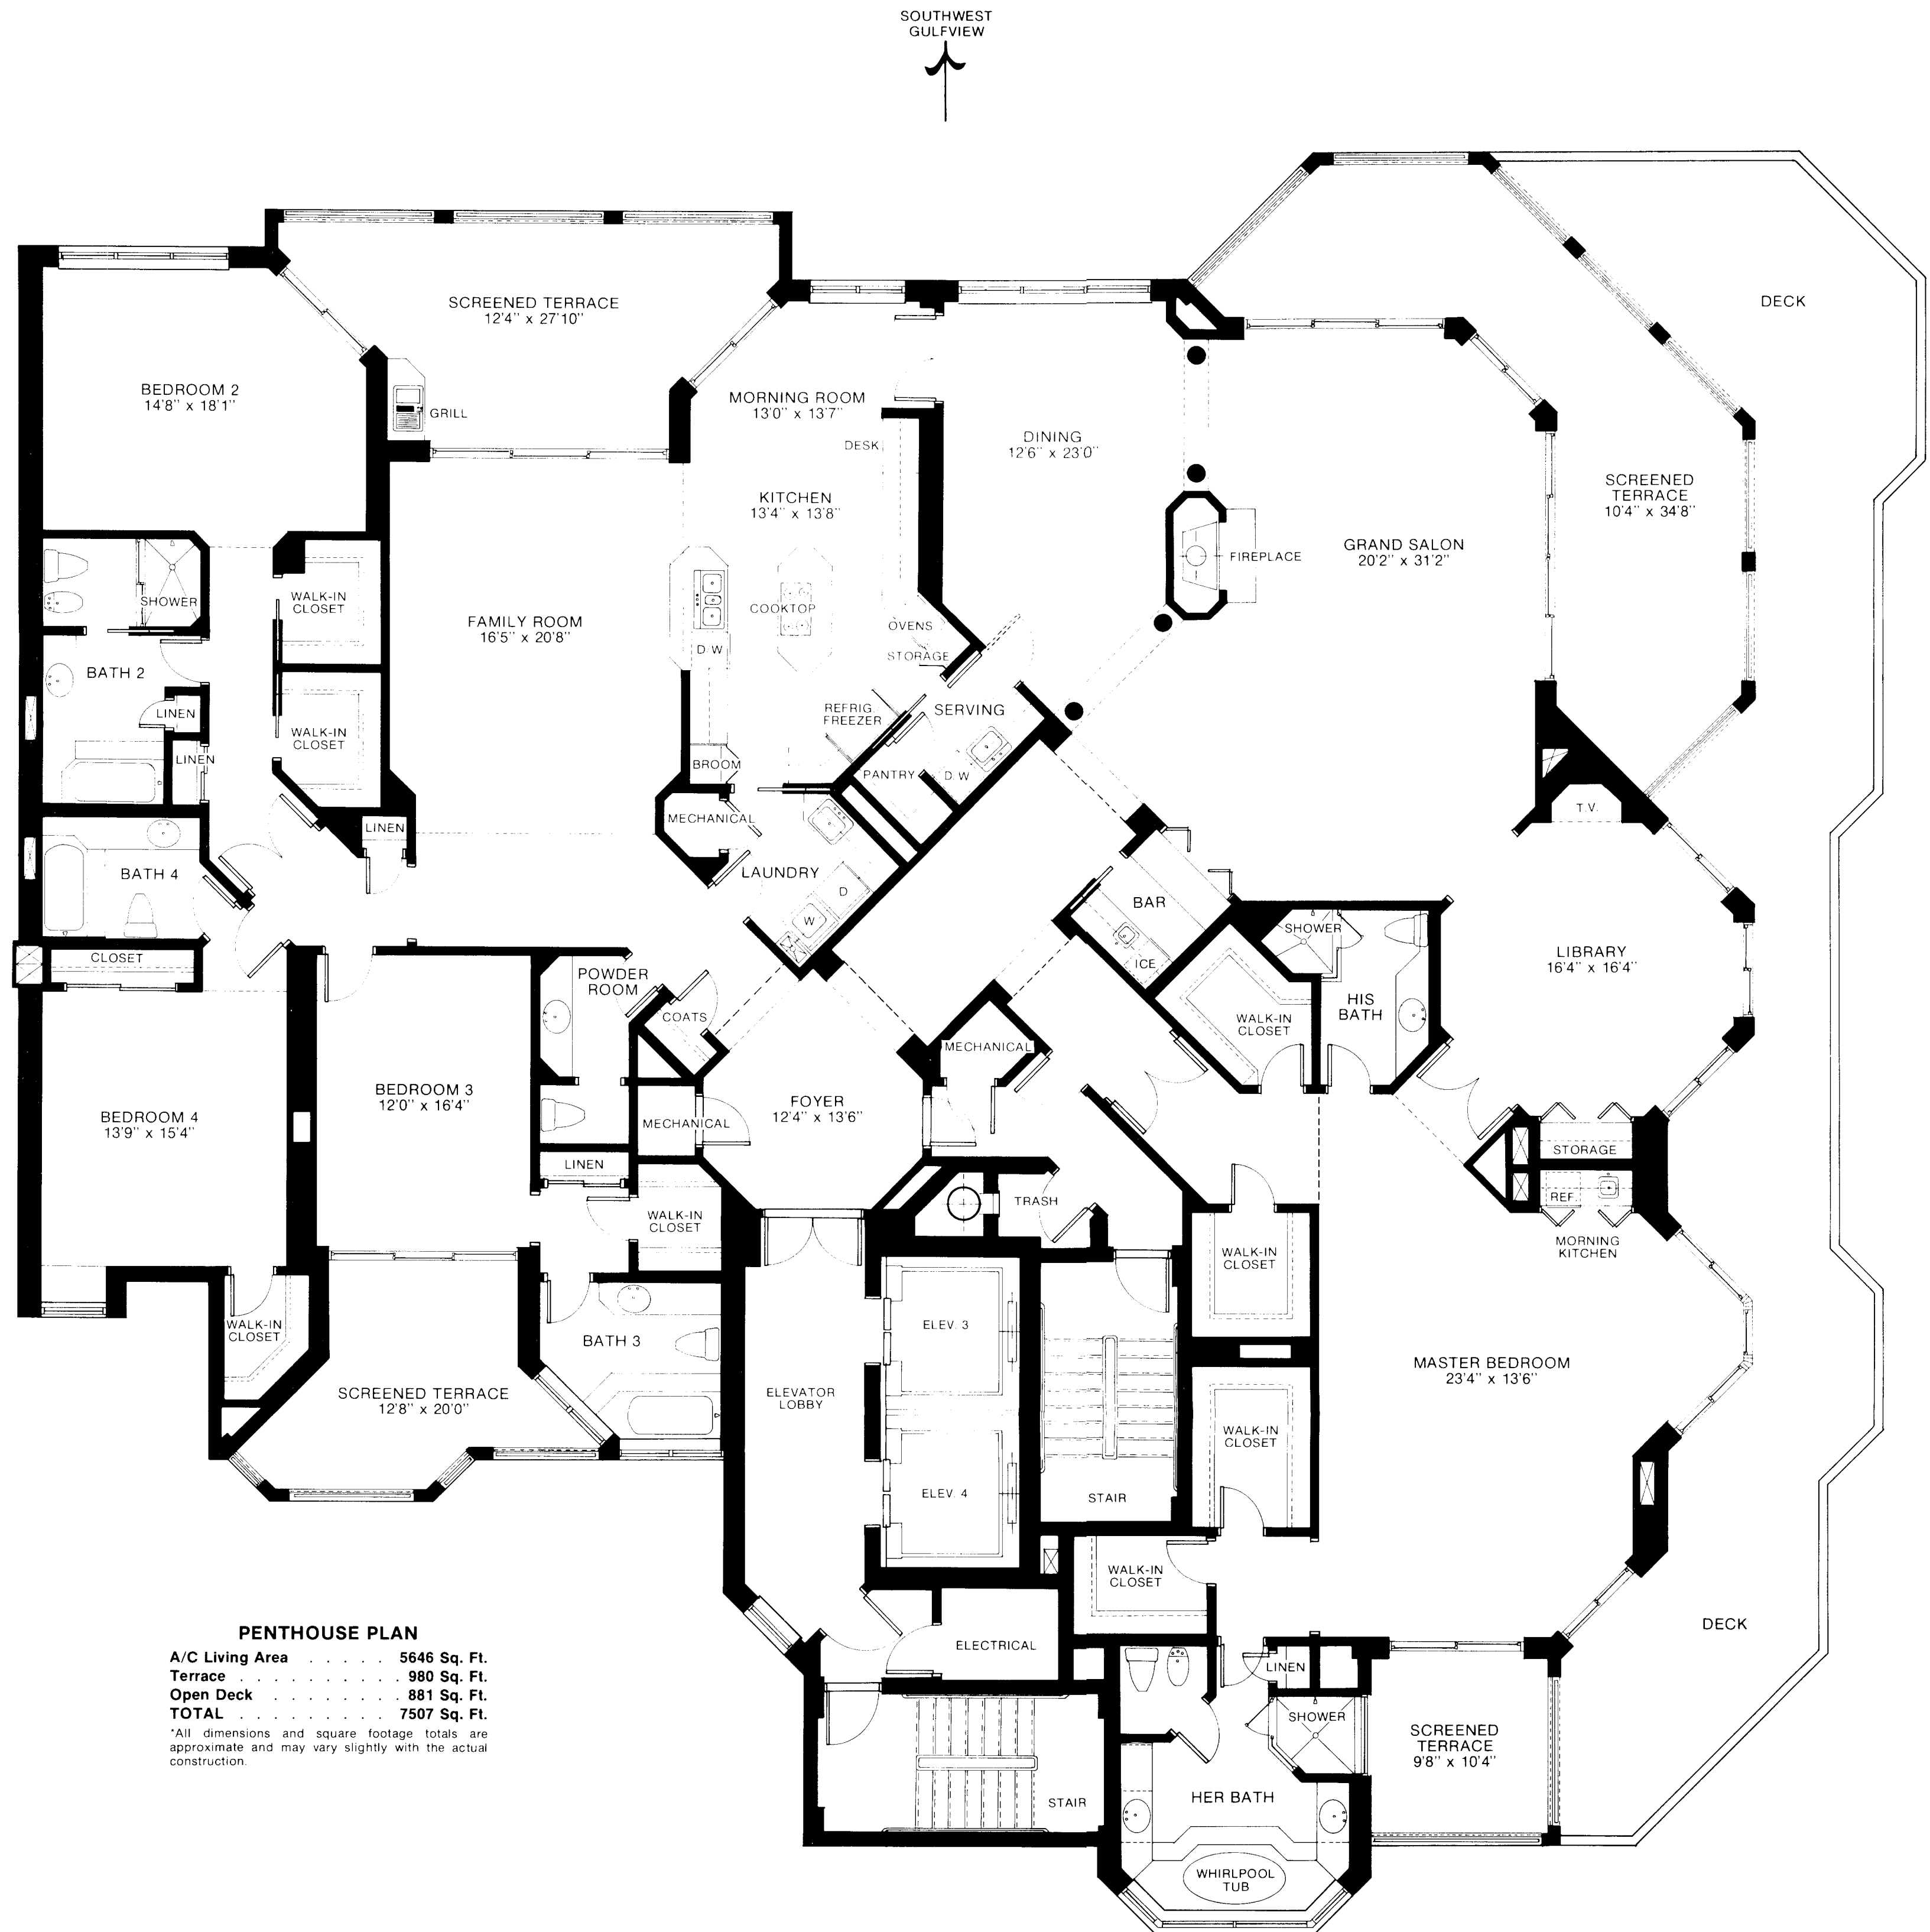 SOUTHWEST
GULFVIEW
DECK
SCREENED TERRACE
12'4" x 27'10"
BEDROOM 2
14'8" x 18'1"
GRILL
MORNING ROOM
13'0" x 13'7"
DESK
DINING
12'6" x 23'0"
KITCHEN
13'4" x 13'8"
SCREENED
TERRACE
10'4" x 34'8"
GRAND SALON
20'2" x 31'2"
FIREPLACE
SHOWER
WALK-IN
CLOSET
FAMILY ROOM
16'5" x 20'8"
COOKTOP
D.W
OVENS
STORAGE
BATH 2
LINEN
LINEN
WALK-IN
CLOSET
REFRIG.
FREEZER
SERVING
BROOM
PANTRY
D.W
T.V.
MECHANICAL
LINEN
LAUNDRY
D
W
BATH 4
BAR
ICE
SHOWER
CLOSET
POWDER
ROOM
COATS
LIBRARY
16'4" x 16'4"
HIS
BATH
WALK-IN
CLOSET
MECHANICAL
BEDROOM 3
12'0" x 16'4"
BEDROOM 4
13'9" x 15'4"
FOYER
12'4" x 13'6"
MECHANICAL
STORAGE
LINEN
TRASH
REF.
WALK-IN
CLOSET
MORNING
KITCHEN
WALK-IN
CLOSET
WALK-IN
CLOSET
BATH 3
ELEV. 3
MASTER BEDROOM
23'4" x 13'6"
SCREENED TERRACE
12'8" x 20'0"
ELEVATOR
LOBBY
WALK-IN
CLOSET
ELEV. 4
STAIR
WALK-IN
CLOSET
DECK
ELECTRICAL
LINEN
SHOWER
SCREENED
TERRACE
9'8" x 10'4"
HER BATH
STAIR
WHIRLPOOL
TUB
PENTHOUSE PLAN
A/C Living Area . . . . . 5646 Sq. Ft.
Terrace . . . . . . . . . . 980 Sq. Ft.
Open Deck . . . . . . . . 881 Sq. Ft.
TOTAL . . . . . . . . . 7507 Sq. Ft.
*All dimensions and square footage totals are
approximate and may vary slightly with the actual
construction.